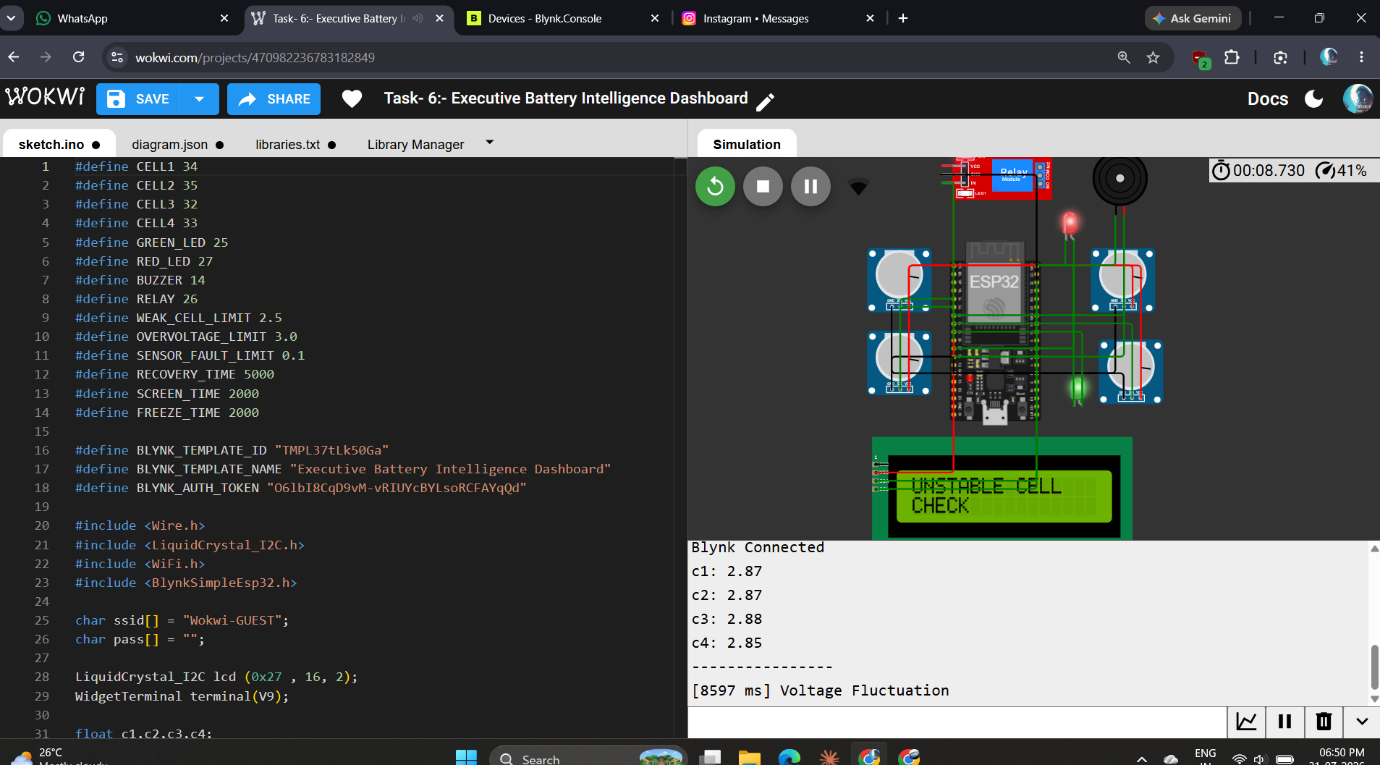 WhatsApp
Task- 6:- Executive Battery I
Devices - Blynk.Console
Instagram • Messages
Ask Gemini
wokwi.com/projects/470982236783182849
2
WOKWI
SAVE
SHARE
Task- 6:- Executive Battery Intelligence Dashboard
Docs
sketch.ino
diagram.json
libraries.txt
Library Manager
Simulation
1 #define CELL1 34
2 #define CELL2 35
3 #define CELL3 32
4 #define CELL4 33
5 #define GREEN_LED 25
6 #define RED_LED 27
7 #define BUZZER 14
8 #define RELAY 26
9 #define WEAK_CELL_LIMIT 2.5
10 #define OVERVOLTAGE_LIMIT 3.0
11 #define SENSOR_FAULT_LIMIT 0.1
12 #define RECOVERY_TIME 5000
13 #define SCREEN_TIME 2000
14 #define FREEZE_TIME 2000
15
16 #define BLYNK_TEMPLATE_ID "TMPL37tLk50Ga"
17 #define BLYNK_TEMPLATE_NAME "Executive Battery Intelligence Dashboard"
18 #define BLYNK_AUTH_TOKEN "O6lbI8CqD9vM-vRIUYcBYLsoRCFAYqQd"
19
20 #include <Wire.h>
21 #include <LiquidCrystal_I2C.h>
22 #include <WiFi.h>
23 #include <BlynkSimpleEsp32.h>
24
25 char ssid[] = "Wokwi-GUEST";
26 char pass[] = "";
27
28 LiquidCrystal_I2C lcd (0x27 , 16, 2);
29 WidgetTerminal terminal(V9);
30
31 float c1,c2,c3,c4;
00:08.730
41%
VCC
IN
Relay
Module
LED1
ESP32
UNSTABLE CELL
CHECK
Blynk Connected
c1: 2.87
c2: 2.87
c3: 2.88
c4: 2.85
----------------
[8597 ms] Voltage Fluctuation
26°C
Mostly cloudy
Search
ENG
IN
06:50 PM